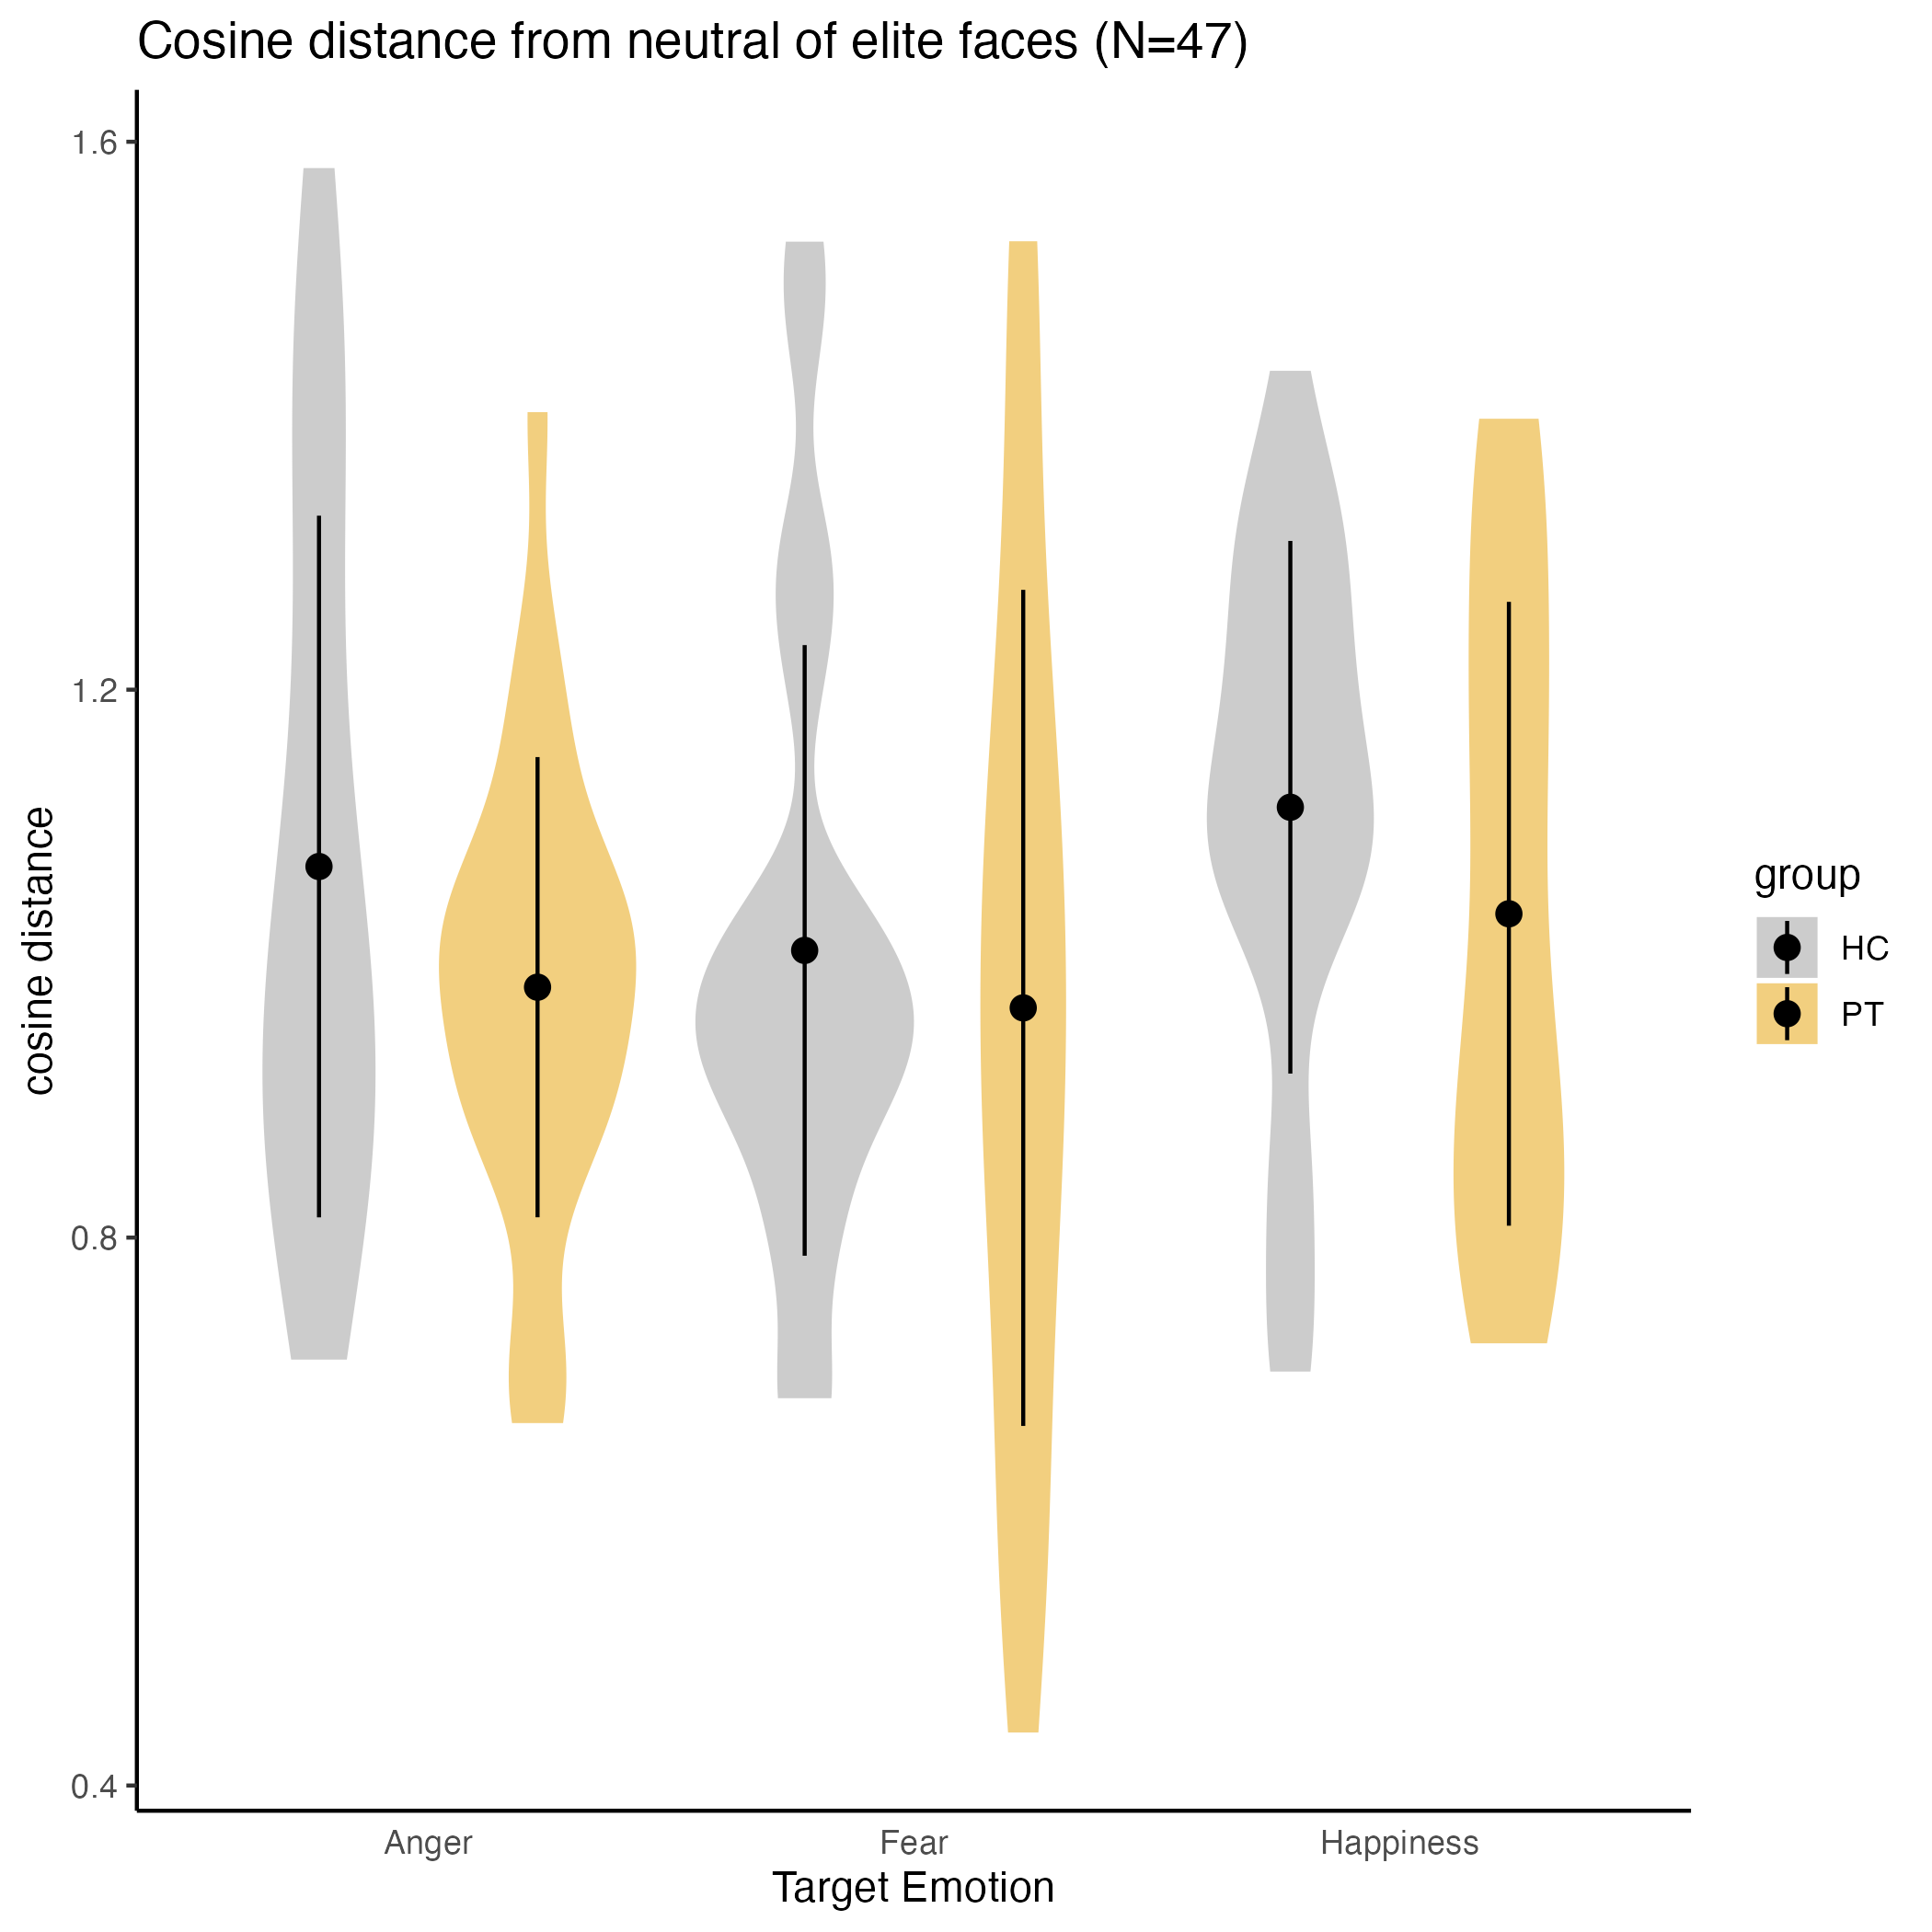 Cosine distance from neutral of elite faces (N=47)
1.6
1.2
0.8
0.4
cosine distance
Anger
Fear
Happiness
Target Emotion
group
HC
PT